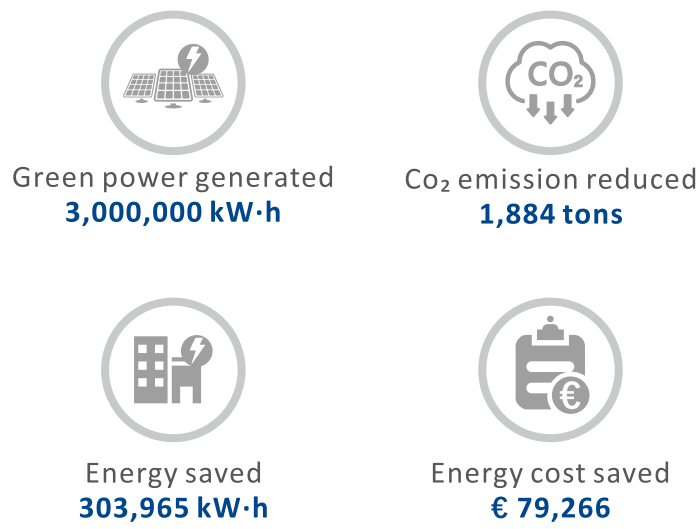 CO₂
Green power generated
3,000,000 kW·h
Co₂ emission reduced
1,884 tons
Energy saved
303,965 kW·h
€
Energy cost saved
€ 79,266